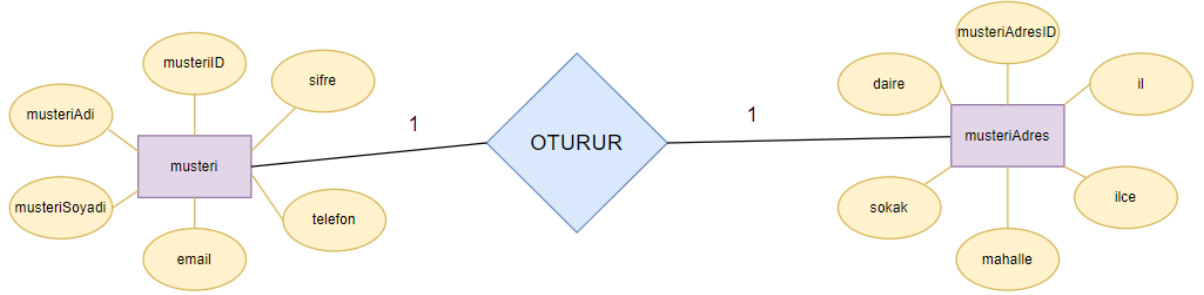 musteriID
sifre
musteriAdi
musteri
musteriSoyadi
telefon
email
1
OTURUR
1
musteriAdresID
daire
il
musteriAdres
sokak
ilce
mahalle